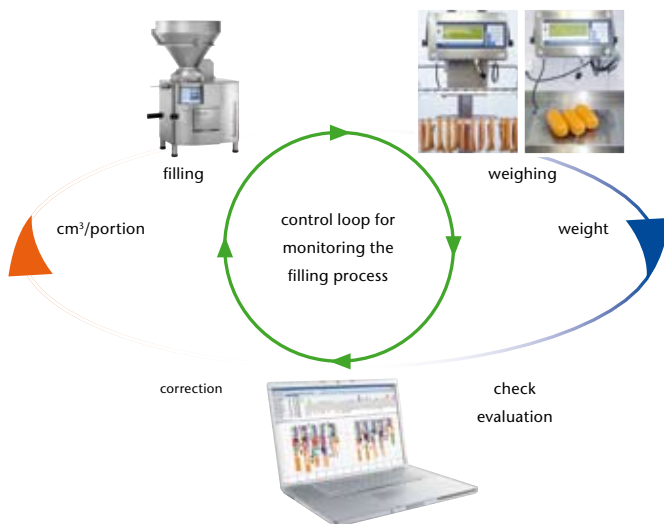 filling
weighing
cm³/portion
control loop for
monitoring the
filling process
weight
correction
check
evaluation